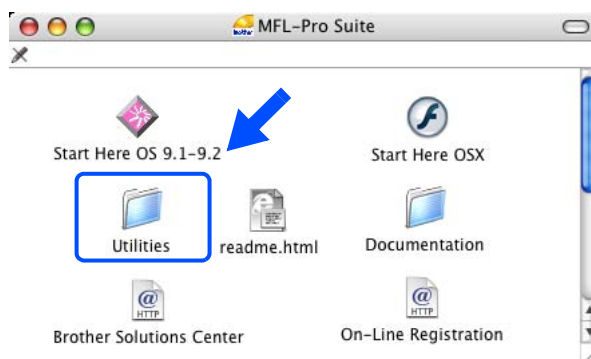 MFL-Pro Suite
Start Here OS 9.1-9.2
Start Here OSX
Utilities
readme.html
Documentation
HTTP
HTTP
Brother Solutions Center
On-Line Registration